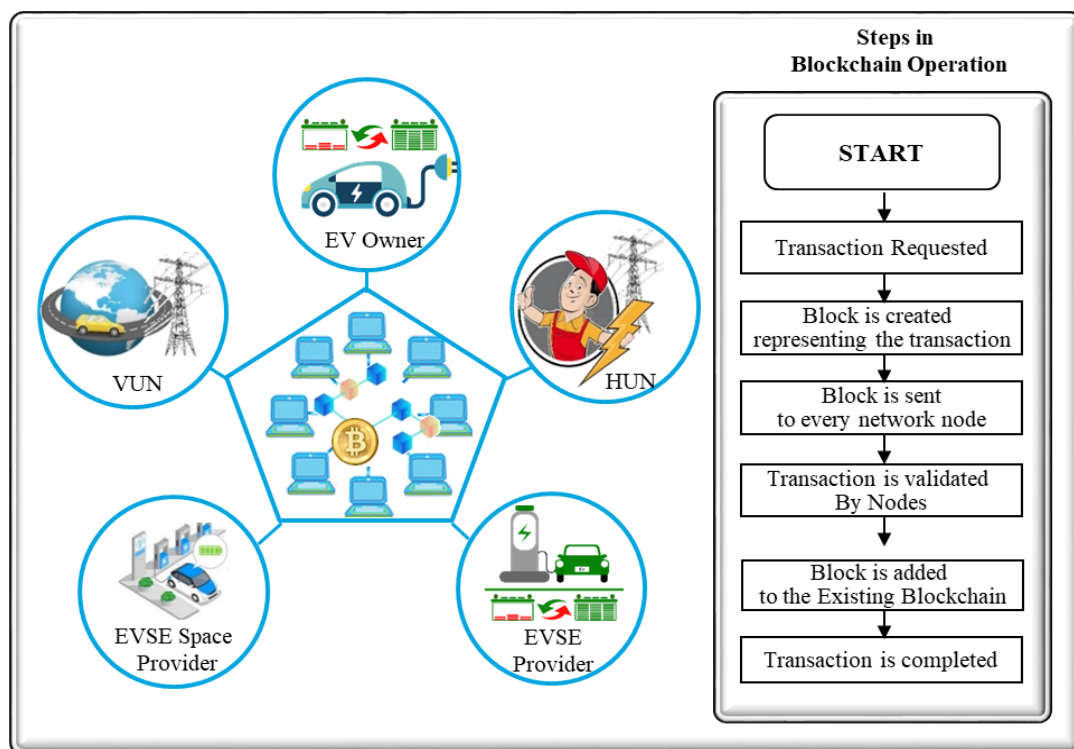 Steps in
Blockchain Operation
START
Transaction Requested
Block is created
representing the transaction
Block is sent
to every network node
Transaction is validated
By Nodes
Block is added
to the Existing Blockchain
Transaction is completed
EV Owner
VUN
HUN
EVSE Space
Provider
EVSE
Provider